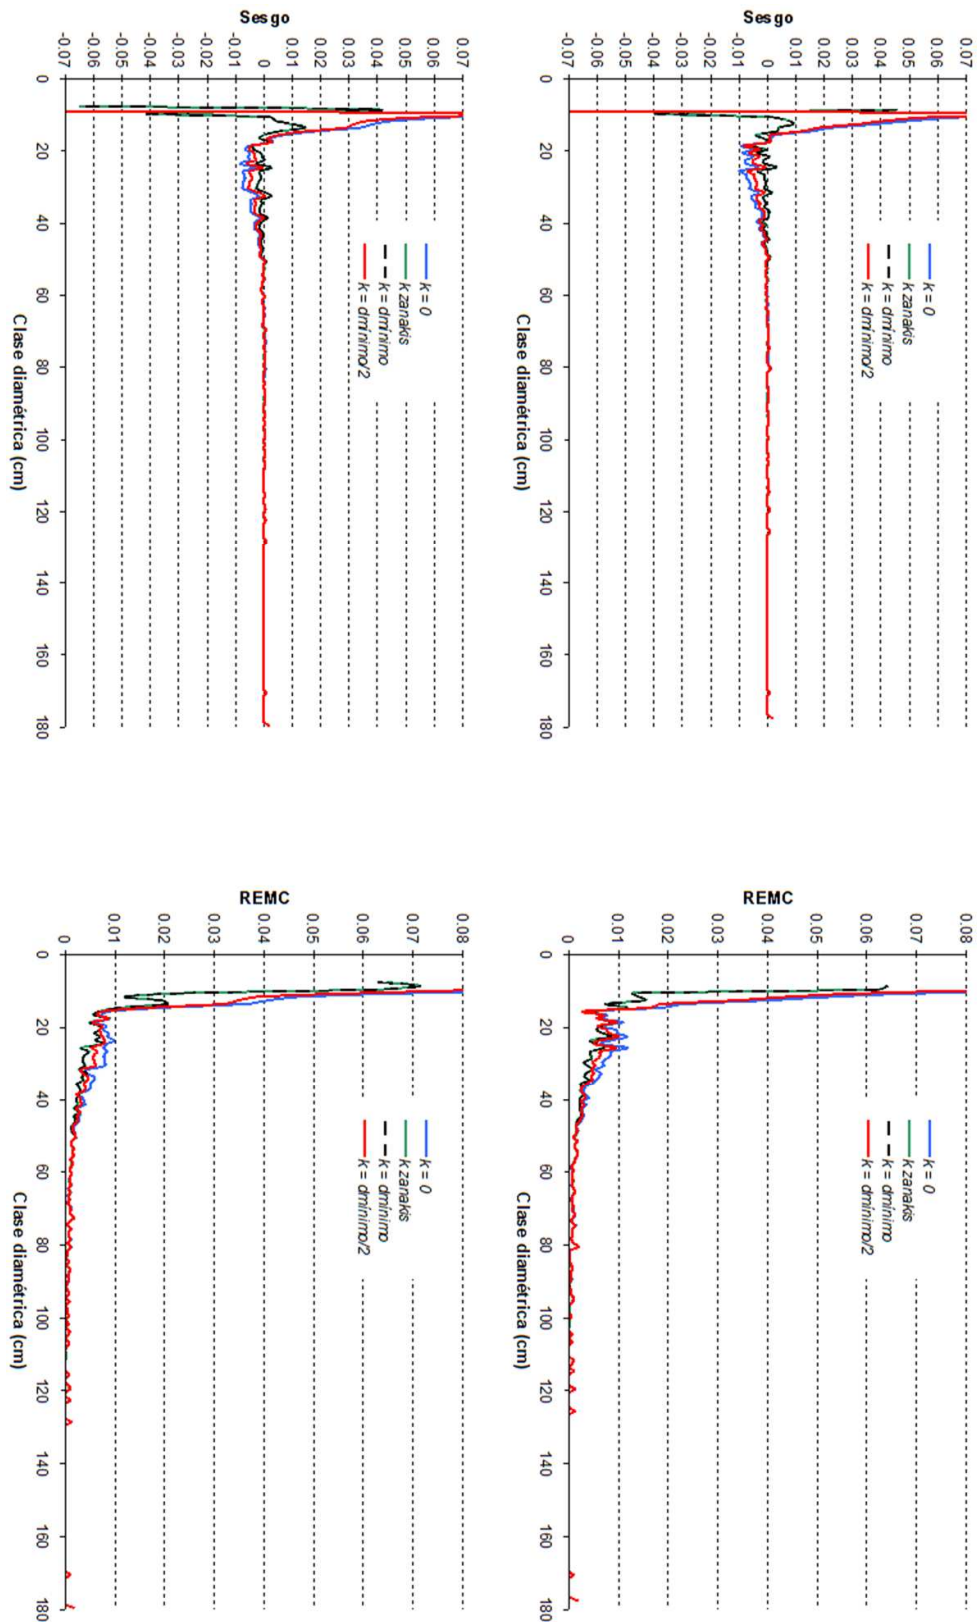 Sesgo
0.07
0.06
0.05
0.04
0.03
0.02
0.01
0
-0.01
-0.02
-0.03
-0.04
-0.05
-0.06
-0.07
0 20 40 60 80 100 120 140 160 180
k = 0
k zanakis
k = dmínimo
k = dmínimo/2
Clase diamétrica (cm)
REMC
0.08
0.07
0.06
0.05
0.04
0.03
0.02
0.01
0
k = 0
k zanakis
k = dmínimo
k = dmínimo/2
0 20 40 60 80 100 120 140 160 180
Clase diamétrica (cm)
Sesgo
0.07
0.06
0.05
0.04
0.03
0.02
0.01
0
-0.01
-0.02
-0.03
-0.04
-0.05
-0.06
-0.07
0 20 40 60 80 100 120 140 160 180
k = 0
k zanakis
k = dmínimo
k = dmínimo/2
Clase diamétrica (cm)
REMC
0.08
0.07
0.06
0.05
0.04
0.03
0.02
0.01
0
k = 0
k zanakis
k = dmínimo
k = dmínimo/2
0 20 40 60 80 100 120 140 160 180
Clase diamétrica (cm)